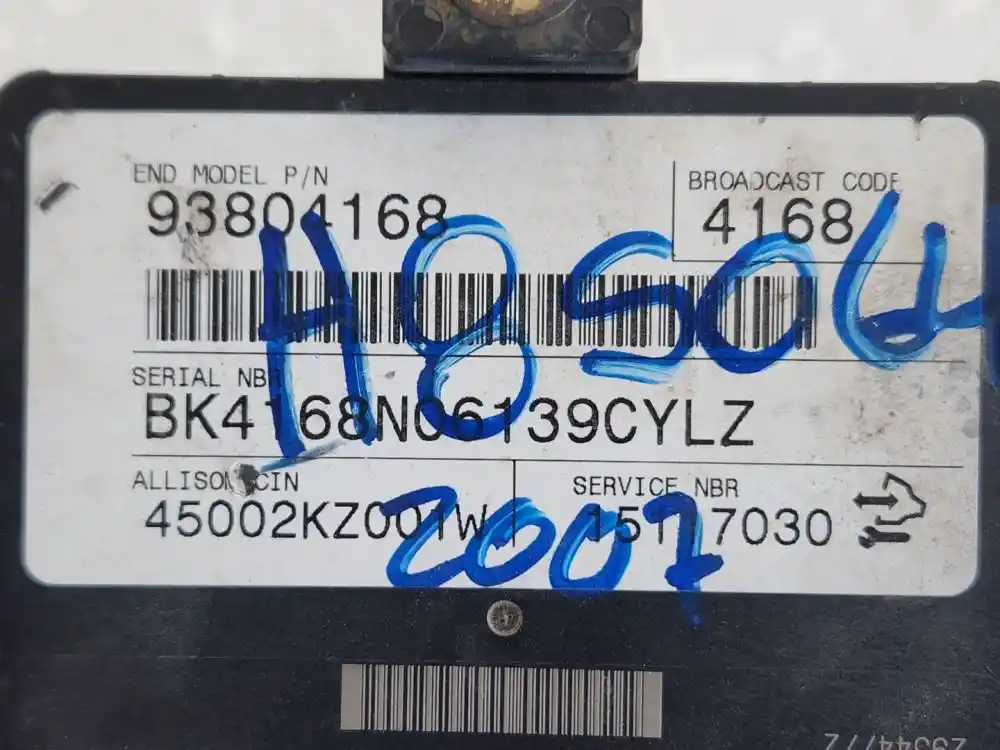 END MODEL P/N
93804168
BROADCAST CODE
4168
H8504
SERIAL NBR
BK4168N06139CYLZ
ALLISON CIN
45002KZ001W
SERVICE NBR
15117030
2007